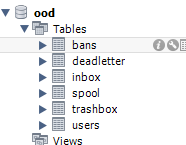 ood
Tables
bans
deadletter
inbox
spool
trashbox
users
Views